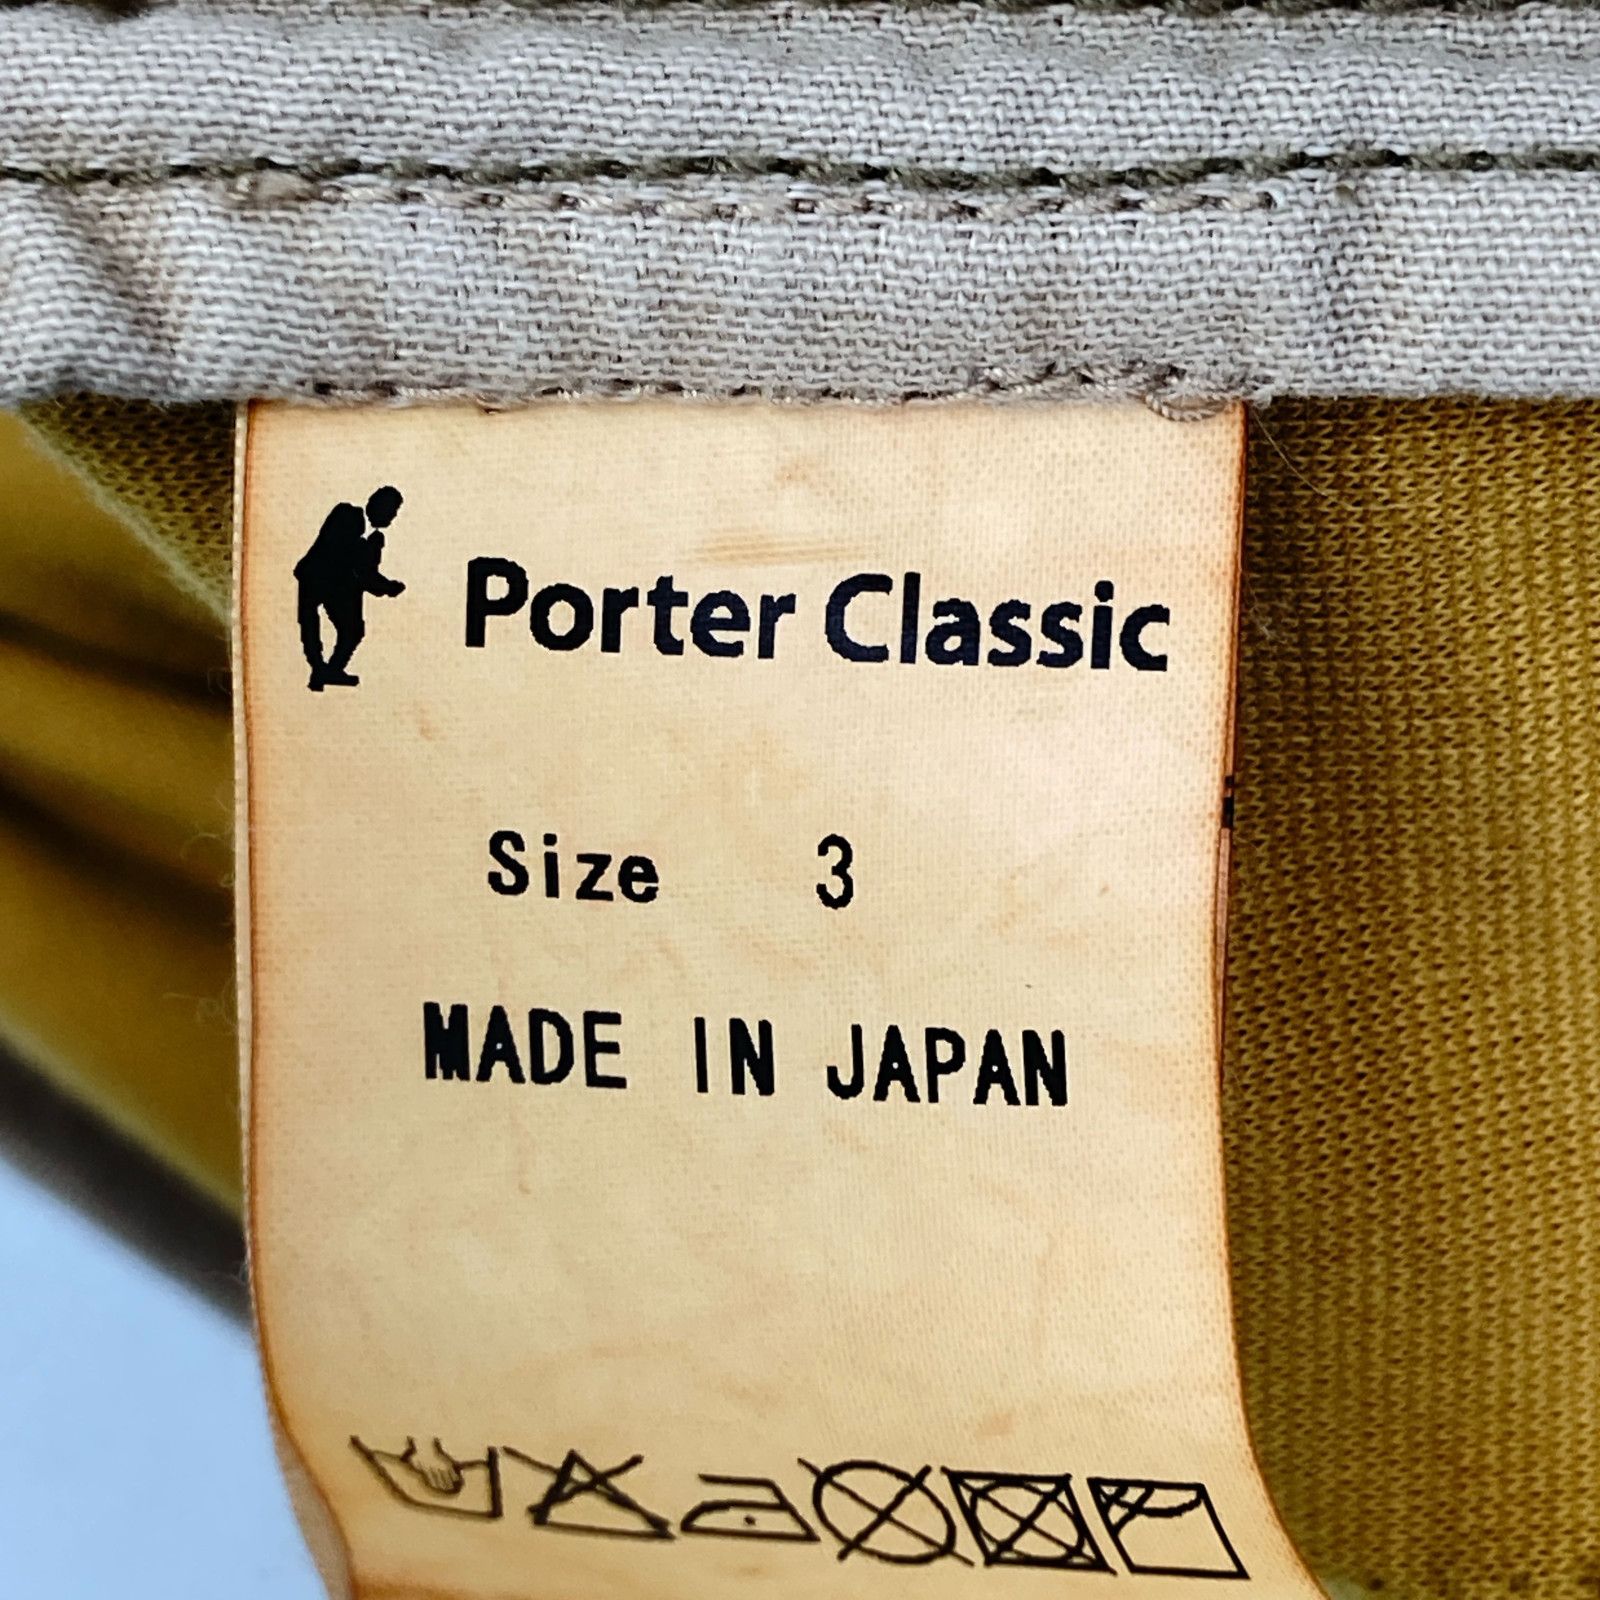 Porter Classic
Size 3
MADE IN JAPAN